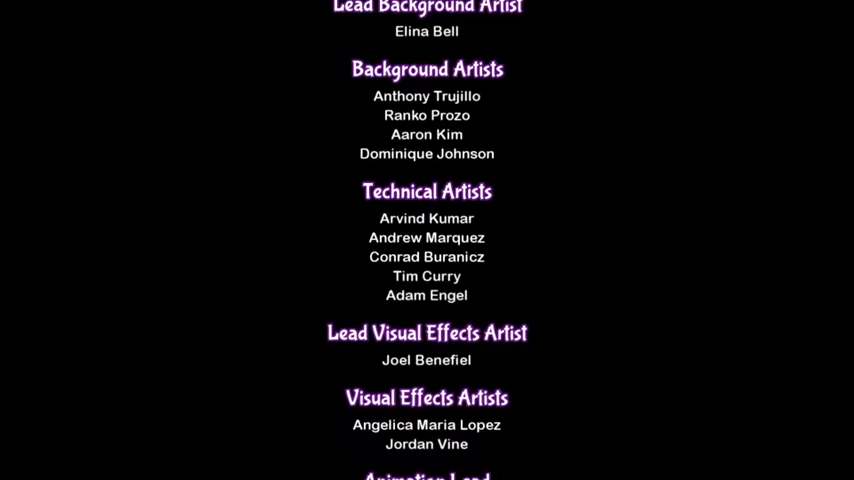 Lead Background Artist
Elina Bell
Background Artists
Anthony Trujillo
Ranko Prozo
Aaron Kim
Dominique Johnson
Technical Artists
Arvind Kumar
Andrew Marquez
Conrad Buranicz
Tim Curry
Adam Engel
Lead Visual Effects Artist
Joel Benefiel
Visual Effects Artists
Angelica Maria Lopez
Jordan Vine
Animation Lead